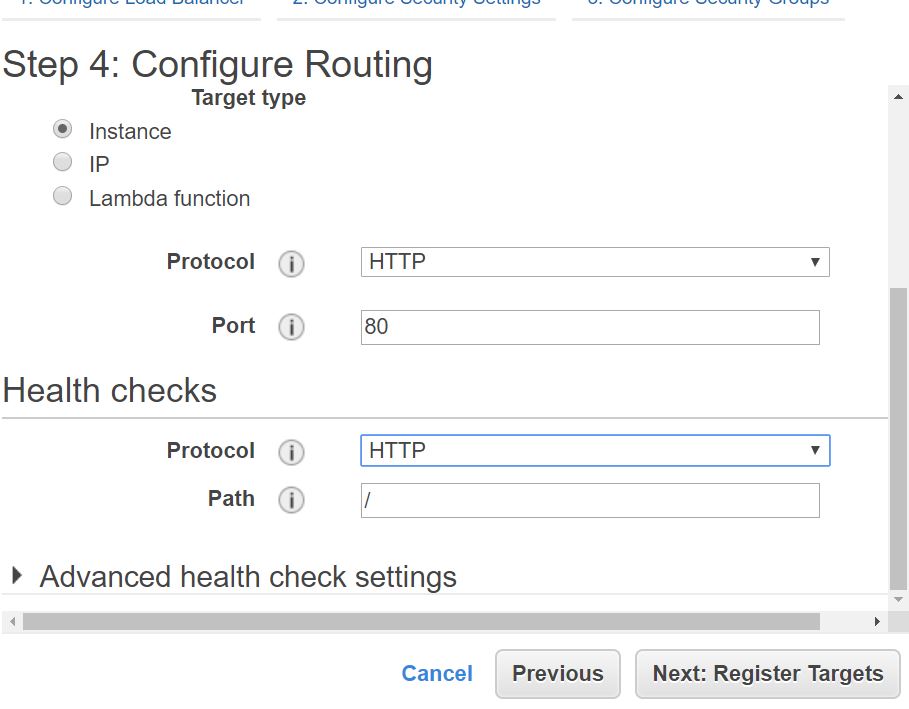 1. Configure Load Balancer 2. Configure Security Settings 3. Configure Security Groups
Step 4: Configure Routing
Target type
Instance
IP
Lambda function
Protocol i HTTP
Port i 80
Health checks
Protocol i HTTP
Path i /
Advanced health check settings
Cancel Previous Next: Register Targets